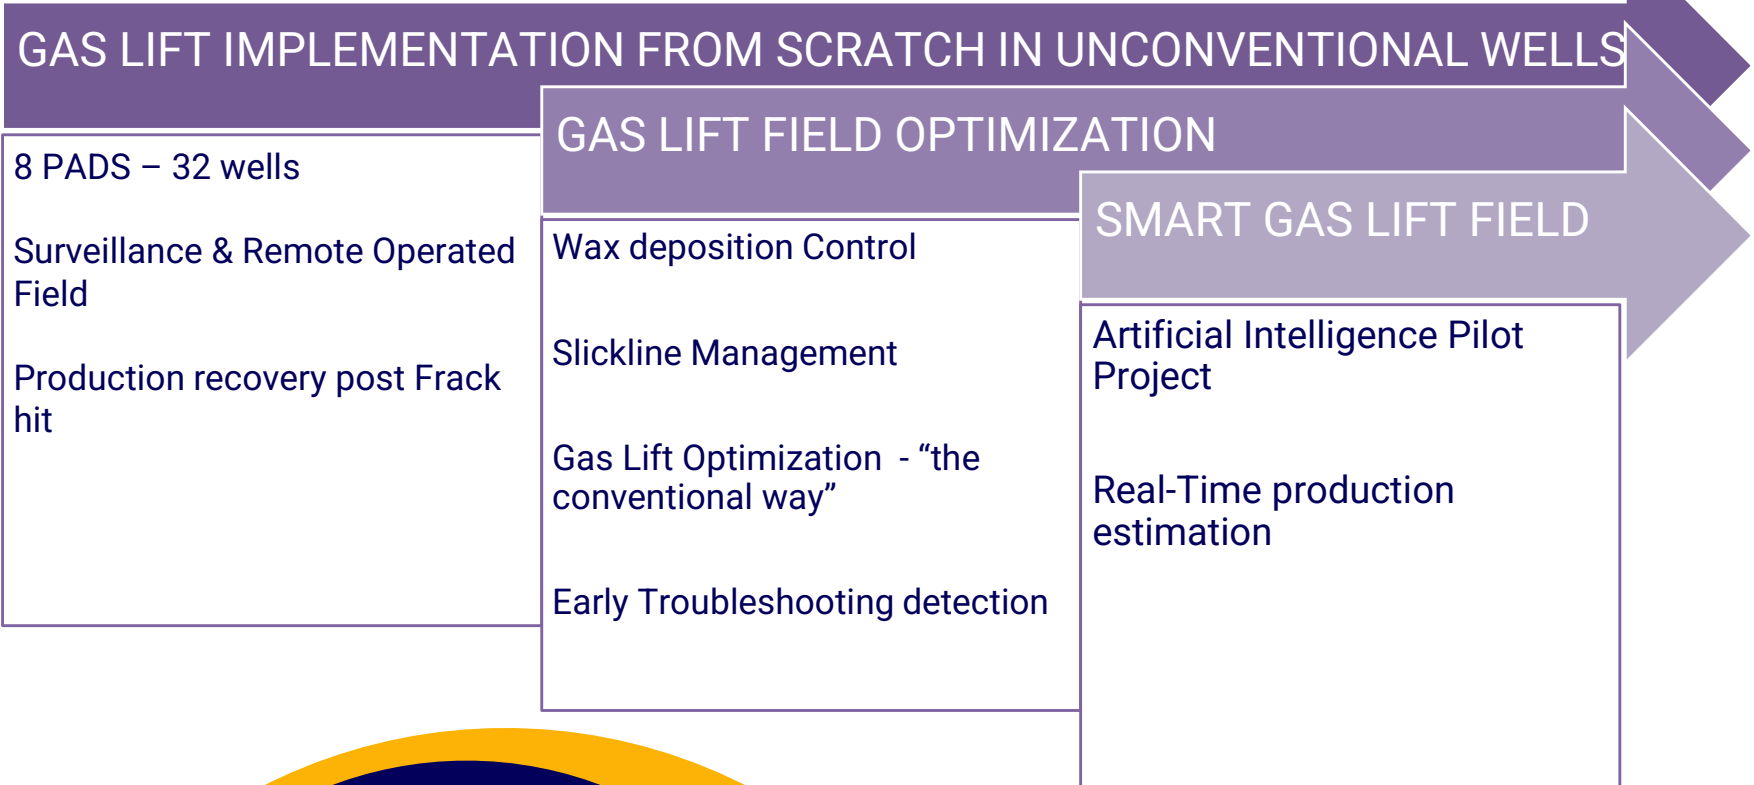 GAS LIFT IMPLEMENTATION FROM SCRATCH IN UNCONVENTIONAL WELLS
8 PADS – 32 wells
Surveillance & Remote Operated
Field
Production recovery post Frack
hit
GAS LIFT FIELD OPTIMIZATION
Wax deposition Control
Slickline Management
Gas Lift Optimization - “the
conventional way”
Early Troubleshooting detection
SMART GAS LIFT FIELD
Artificial Intelligence Pilot
Project
Real-Time production
estimation